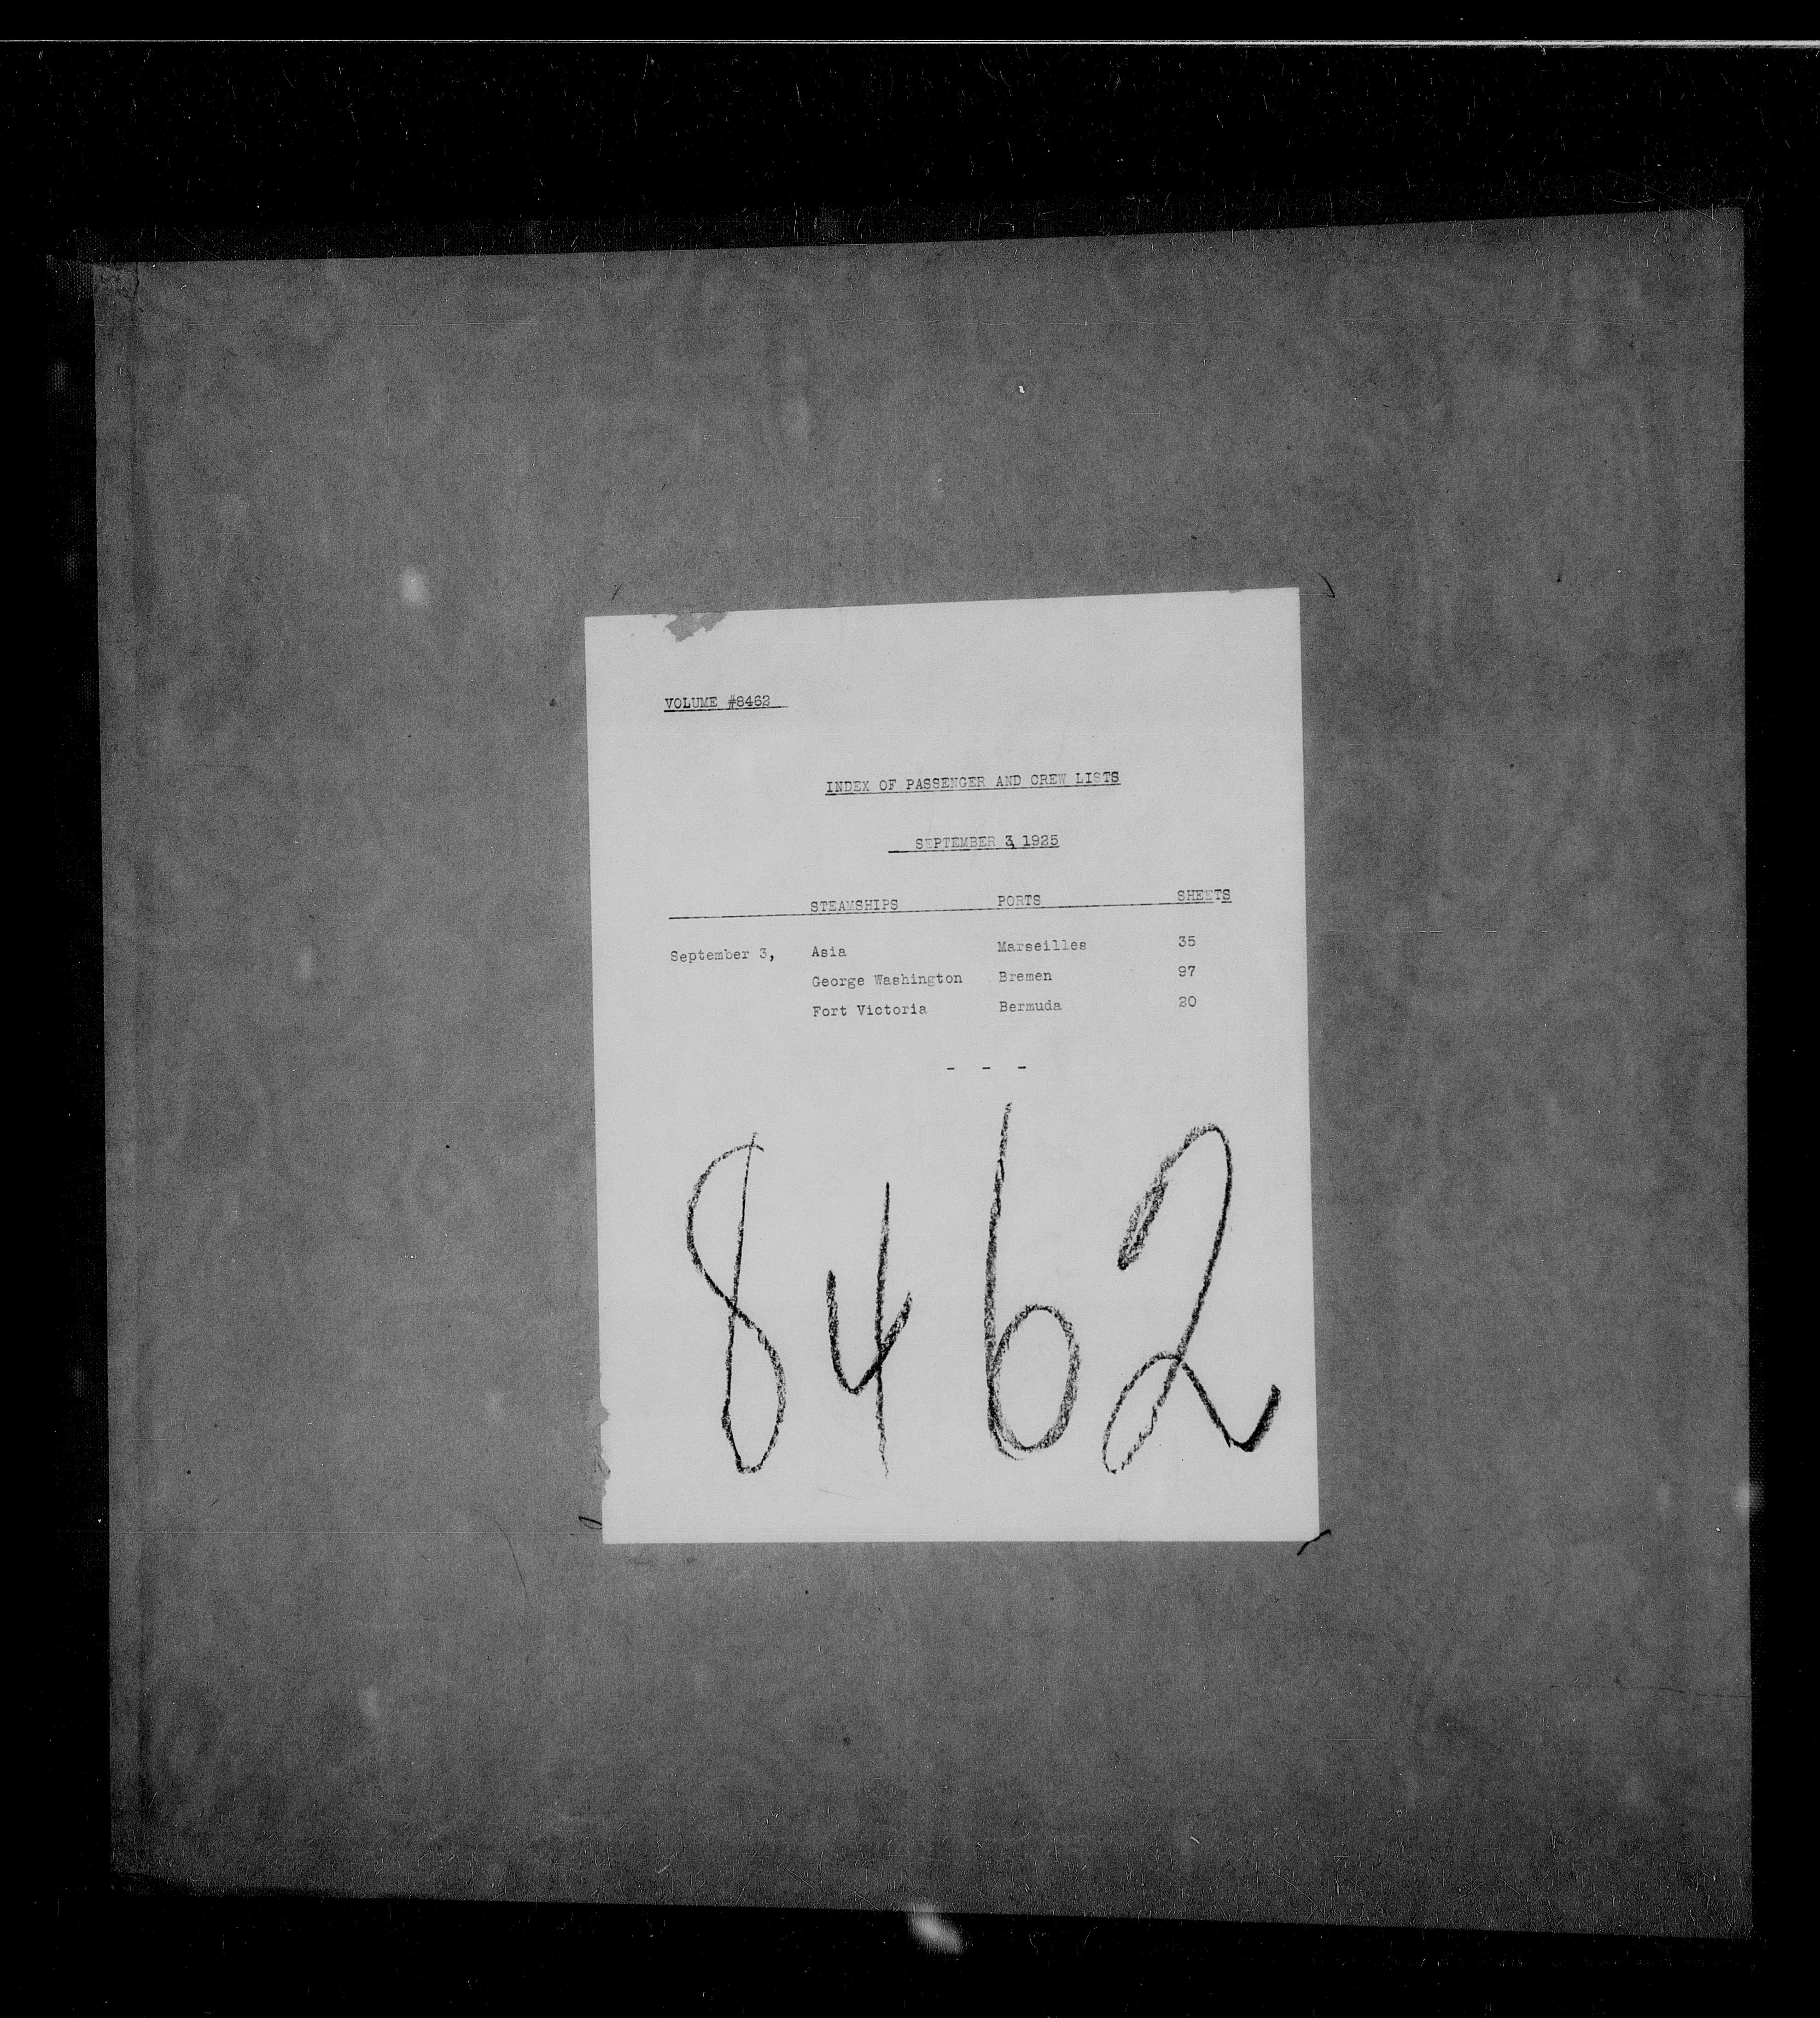 VOLUME #8462
INDEX OF PASSENGER AND CREW LISTS
SEPTEMBER 3, 1925
STEAMSHIPS PORTS SHEETS
September 3, Asia Marseilles 35
George Washington Bremen 97
Fort Victoria Bermuda 20
- - -
8462